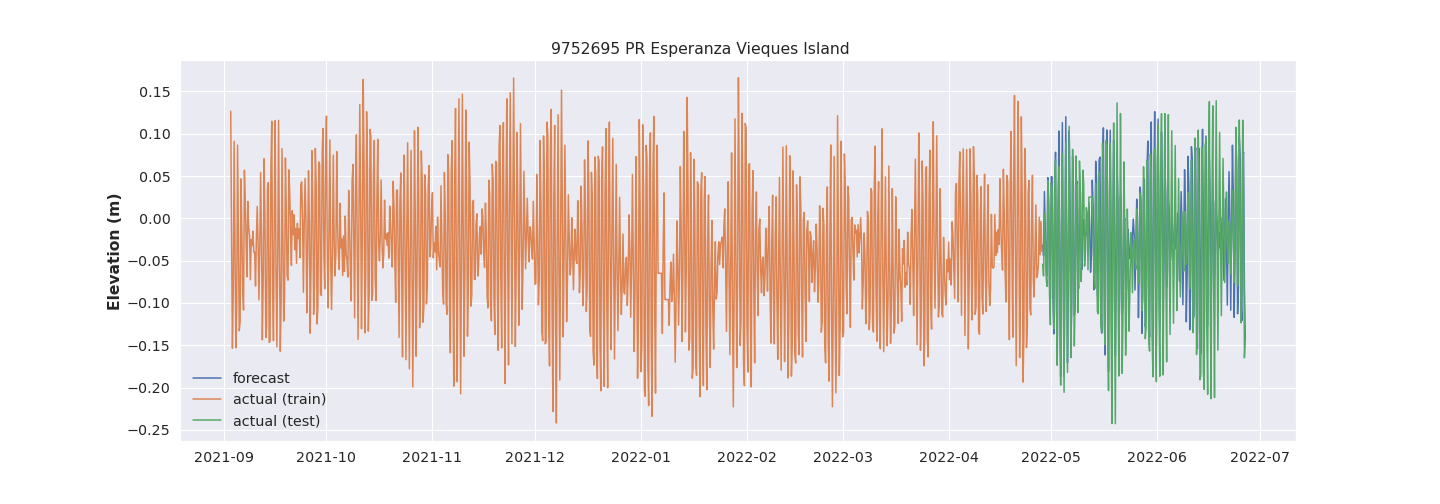 9752695 PR Esperanza Vieques Island
Elevation (m)
0.15
0.10
0.05
0.00
−0.05
−0.10
−0.15
−0.20
−0.25
forecast
actual (train)
actual (test)
2021-09 2021-10 2021-11 2021-12 2022-01 2022-02 2022-03 2022-04 2022-05 2022-06 2022-07